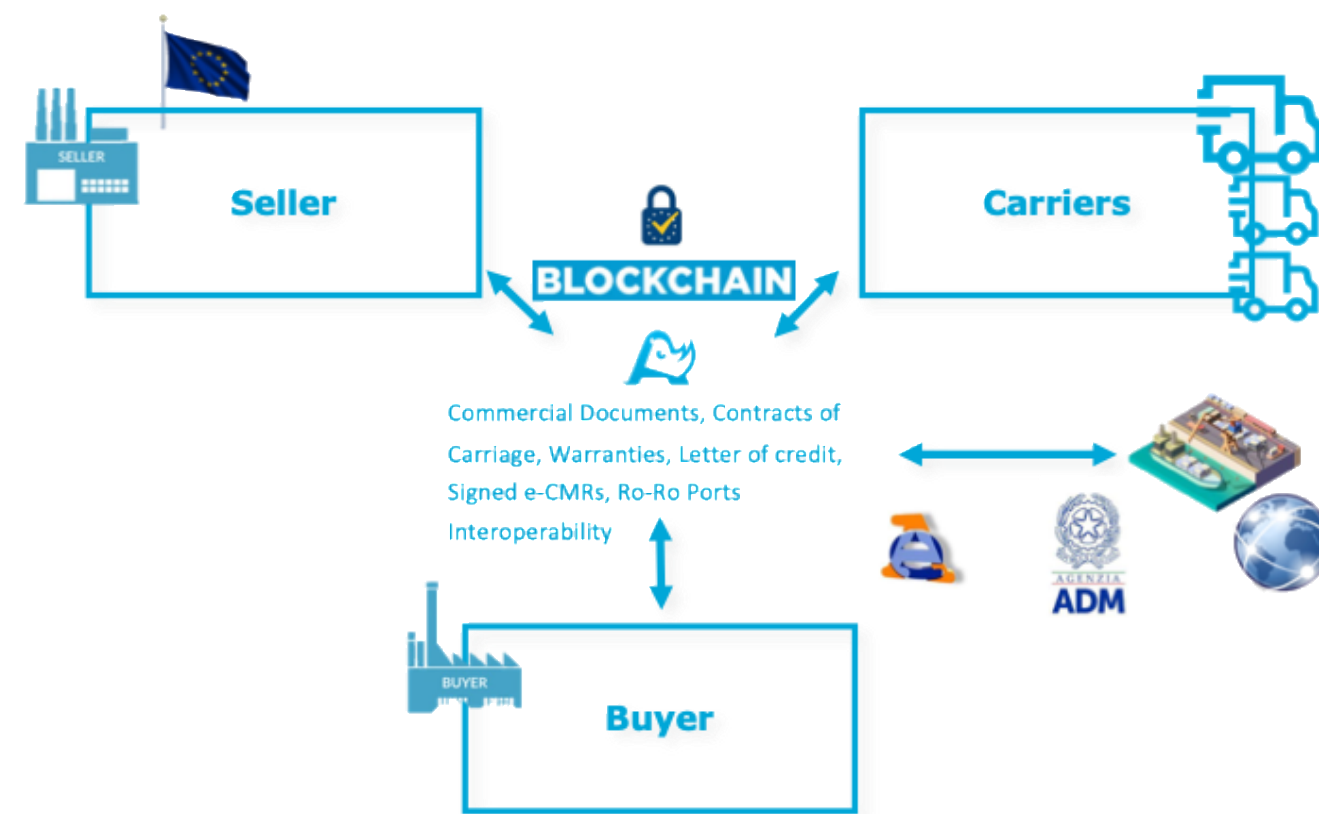 SELLER
Seller
Carriers
BLOCKCHAIN
Commercial Documents, Contracts of
Carriage, Warranties, Letter of credit,
Signed e-CMRs, Ro-Ro Ports
Interoperability
e
AGENZIA
ADM
BUYER
Buyer